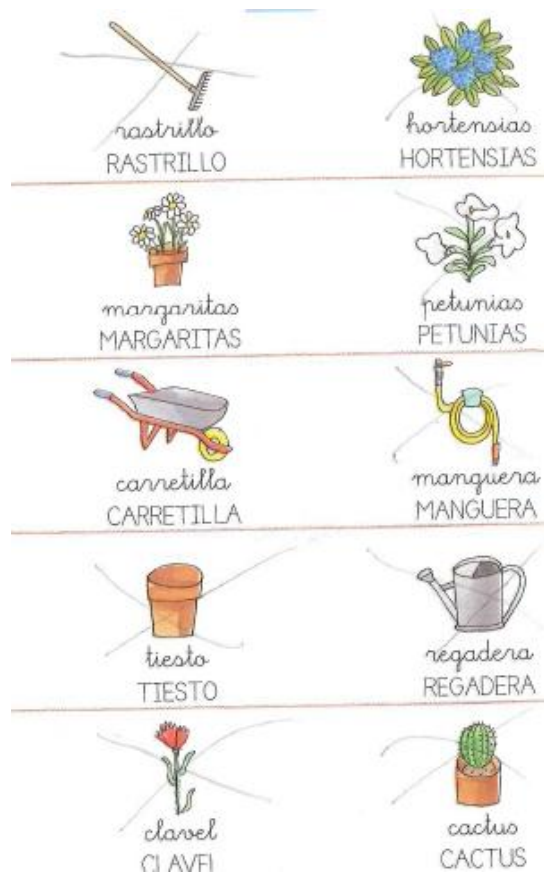 rastrillo
RASTRILLO
hortensias
HORTENSIAS
margaritas
MARGARITAS
petunias
PETUNIAS
carretilla
CARRETILLA
manguera
MANGUERA
tiesto
TIESTO
regadera
REGADERA
clavel
CLAVEL
cactus
CACTUS